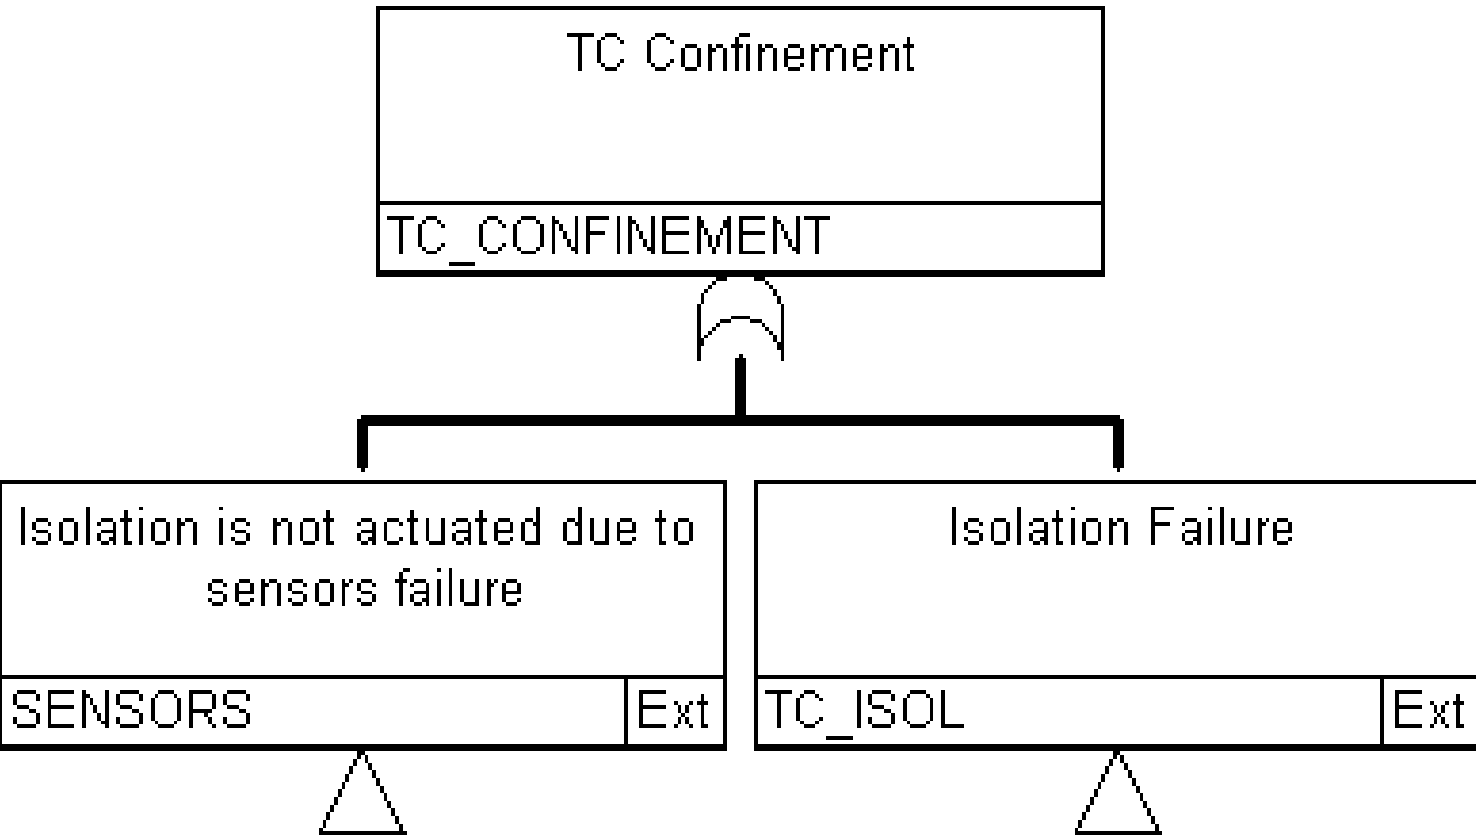 TC Confinement
TC_CONFINEMENT
Isolation is not actuated due to
sensors failure
SENSORS
Ext
Isolation Failure
TC_ISOL
Ext